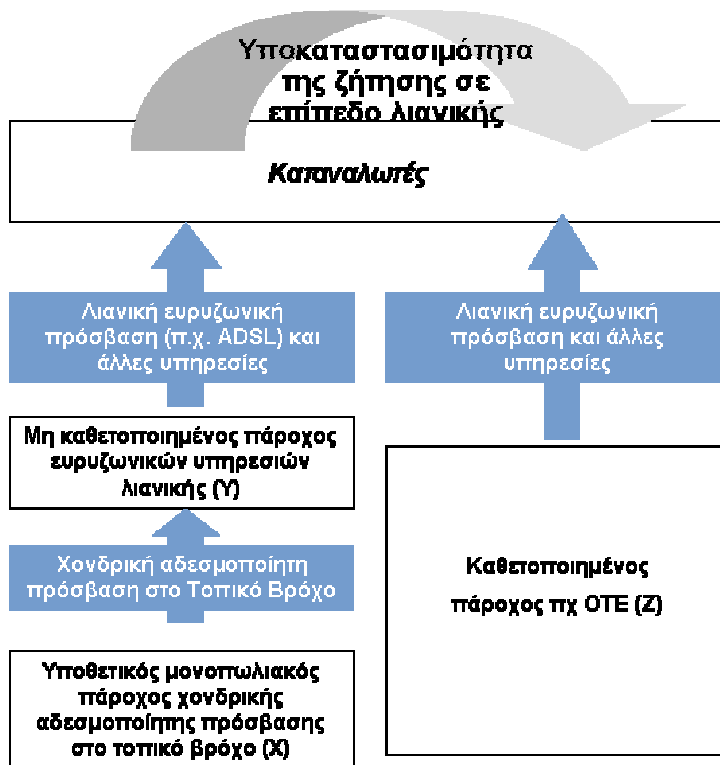 Υποκαταστασιμότητα
της ζήτησης σε
επίπεδο λιανικής
Καταναλωτές
Λιανική ευρυζωνική
πρόσβαση (π.χ. ADSL) και
άλλες υπηρεσίες
Λιανική ευρυζωνική
πρόσβαση και άλλες
υπηρεσίες
Μη καθετοποιημένος πάροχος
ευρυζωνικών υπηρεσιών
λιανικής (Υ)
Χονδρική αδεσμοποίητη
πρόσβαση στο Τοπικό Βρόχο
Καθετοποιημένος
πάροχος πχ ΟΤΕ (Ζ)
Υποθετικός μονοπωλιακός
πάροχος χονδρικής
αδεσμοποίητης πρόσβασης
στο τοπικό βρόχο (Χ)